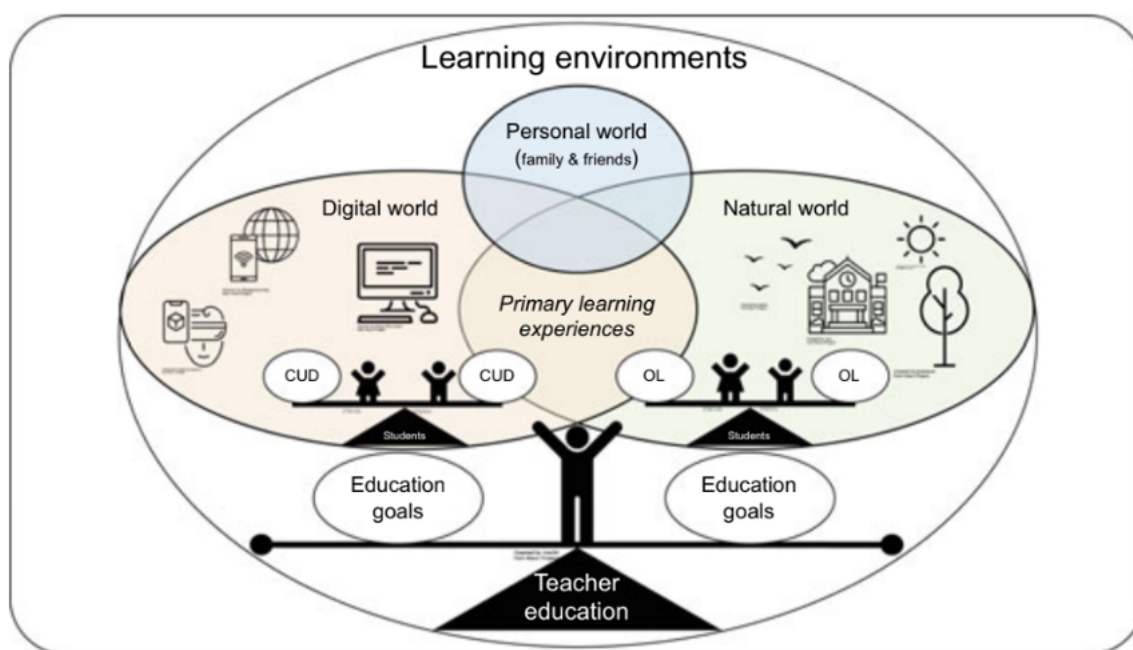 Learning environments
Personal world
(family & friends)
Digital world
Natural world
Primary learning
experiences
CUD
CUD
OL
OL
Students
Students
Education
goals
Education
goals
Teacher
education